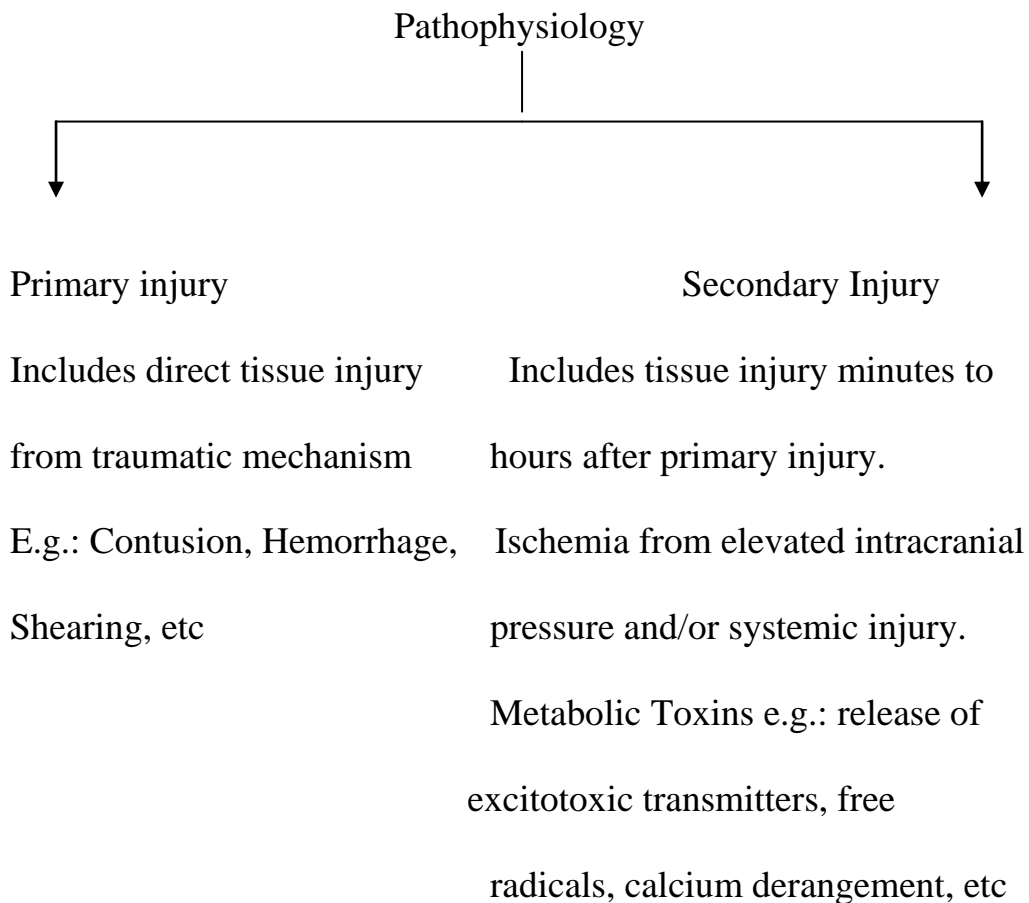 Pathophysiology
Primary injury
Includes direct tissue injury
from traumatic mechanism
E.g.: Contusion, Hemorrhage,
Shearing, etc
Secondary Injury
Includes tissue injury minutes to
hours after primary injury.
Ischemia from elevated intracranial
pressure and/or systemic injury.
Metabolic Toxins e.g.: release of
excitotoxic transmitters, free
radicals, calcium derangement, etc